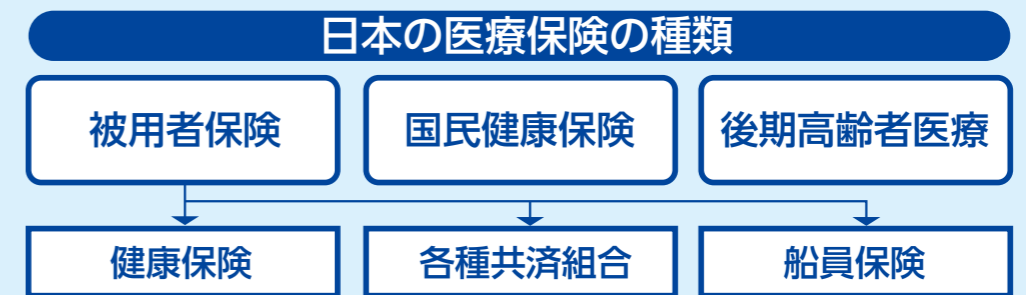 日本の医療保険の種類
被用者保険
国民健康保険
後期高齢者医療
健康保険
各種共済組合
船員保険